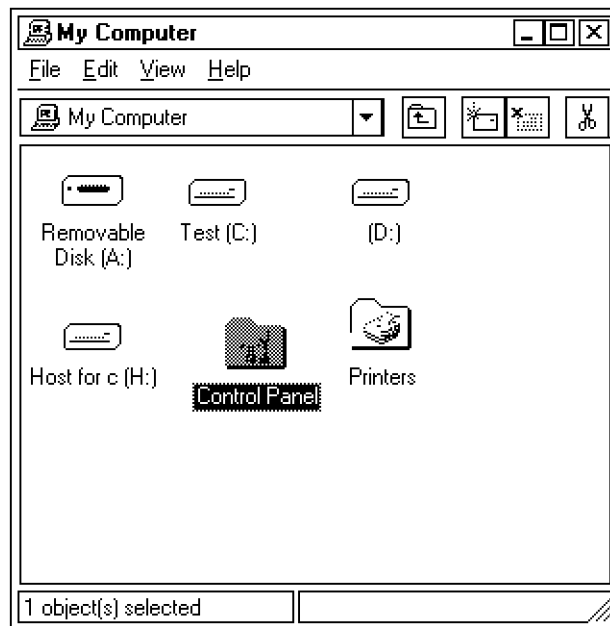 My Computer
File Edit View Help
My Computer
Removable Disk (A:)
Test (C:)
(D:)
Host for c (H:)
Control Panel
Printers
1 object(s) selected